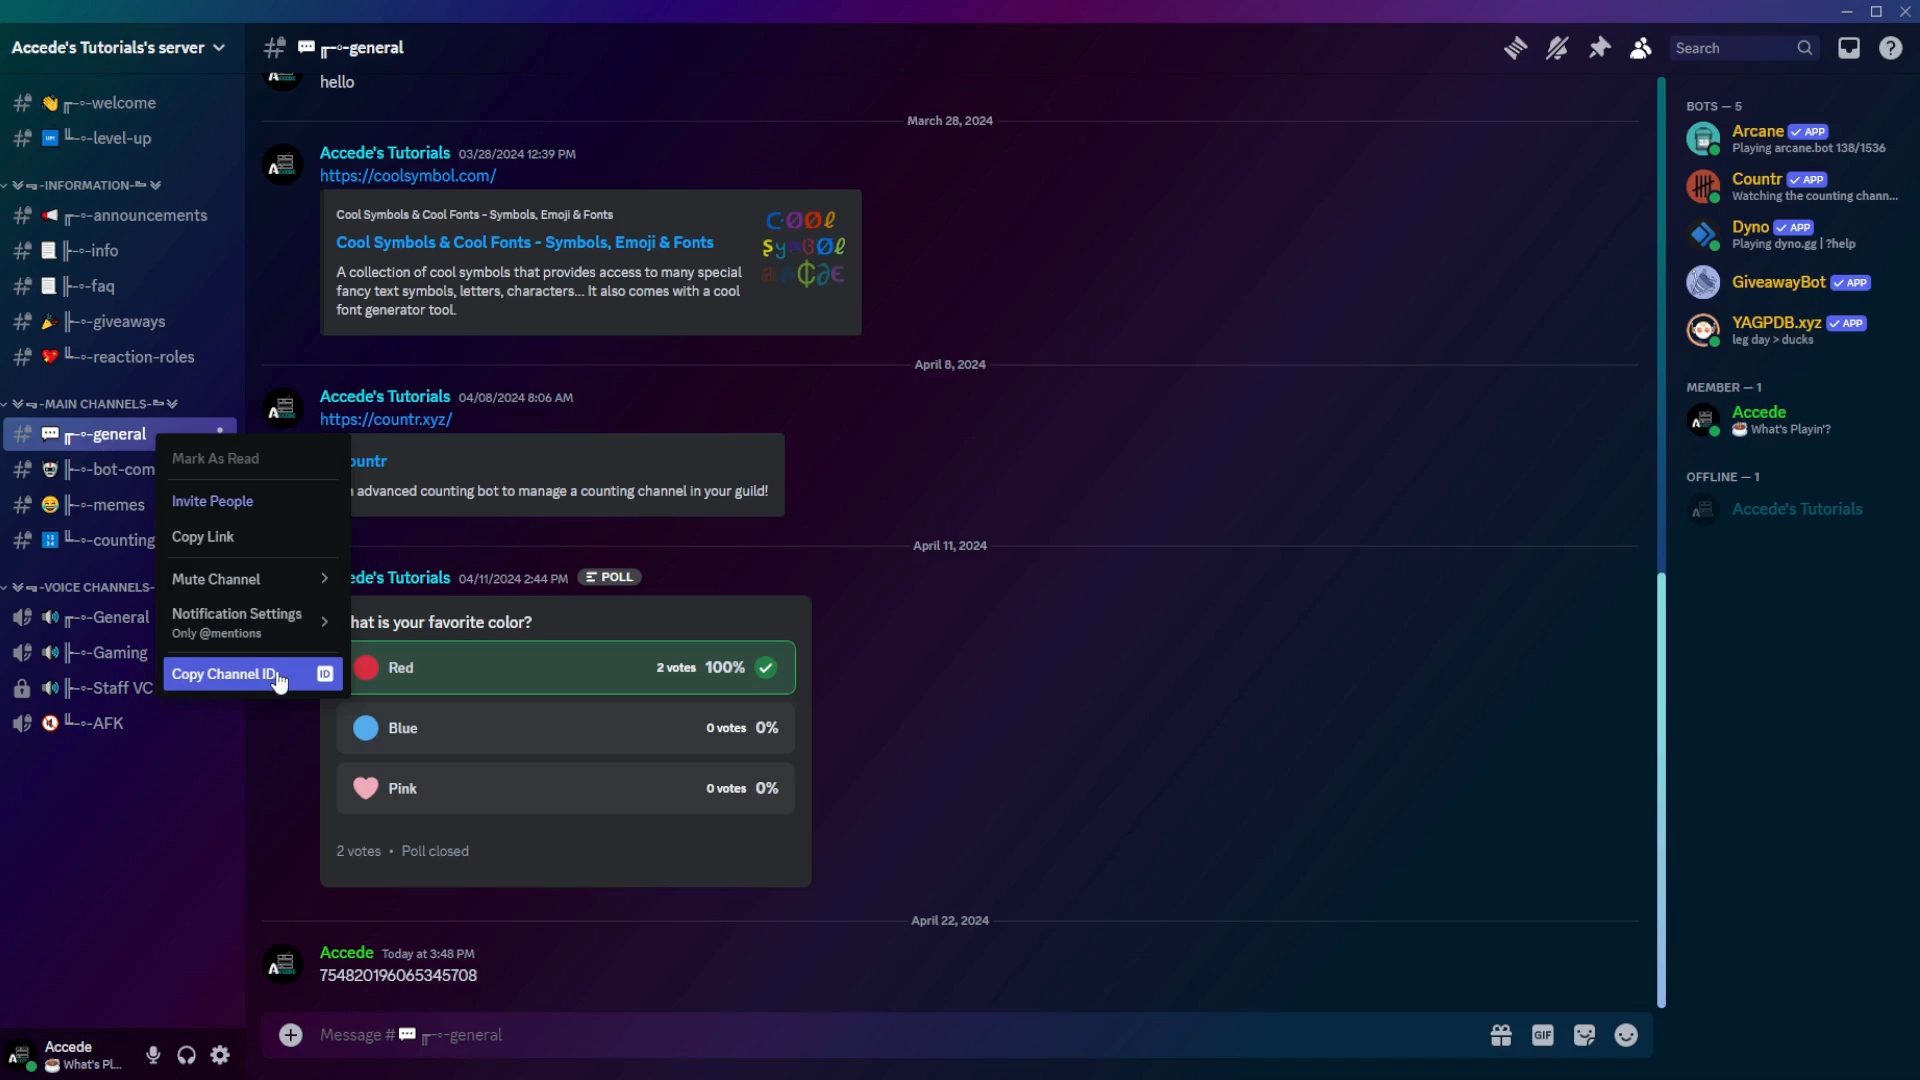 Accede's Tutorials's server
welcome
level-up
-INFORMATION-
announcements
info
faq
giveaways
reaction-roles
-MAIN CHANNELS-
general
bot-com
memes
counting
-VOICE CHANNELS-
General
Gaming
Staff VC
AFK
Mark As Read
Invite People
Copy Link
Mute Channel
Notification Settings
Only @mentions
Copy Channel ID
ID
Accede
What's Pl...
general
Search
hello
March 28, 2024
Accede's Tutorials 03/28/2024 12:39 PM
https://coolsymbol.com/
Cool Symbols & Cool Fonts - Symbols, Emoji & Fonts
Cool Symbols & Cool Fonts - Symbols, Emoji & Fonts
A collection of cool symbols that provides access to many special
fancy text symbols, letters, characters... It also comes with a cool
font generator tool.
April 8, 2024
Accede's Tutorials 04/08/2024 8:06 AM
https://countr.xyz/
ountr
advanced counting bot to manage a counting channel in your guild!
April 11, 2024
ede's Tutorials 04/11/2024 2:44 PM POLL
hat is your favorite color?
Red 2 votes 100%
Blue 0 votes 0%
Pink 0 votes 0%
2 votes • Poll closed
April 22, 2024
Accede Today at 3:48 PM
754820196065345708
Message # general
GIF
BOTS — 5
Arcane APP
Playing arcane.bot 138/1536
Countr APP
Watching the counting chann...
Dyno APP
Playing dyno.gg | ?help
GiveawayBot APP
YAGPDB.xyz APP
leg day > ducks
MEMBER — 1
Accede
What's Playin'?
OFFLINE — 1
Accede's Tutorials